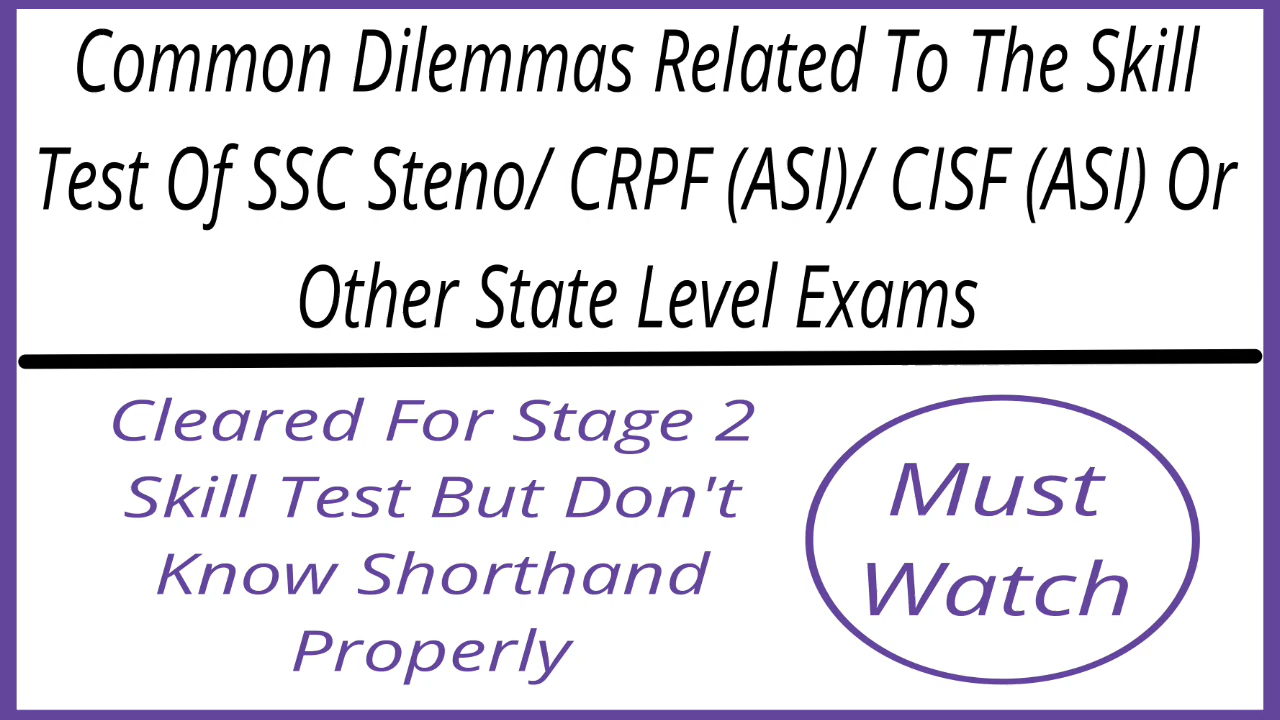 Common Dilemmas Related To The Skill
Test Of SSC Steno/ CRPF (ASI)/ CISF (ASI) Or
Other State Level Exams
Cleared For Stage 2
Skill Test But Don't
Know Shorthand
Properly
Must
Watch